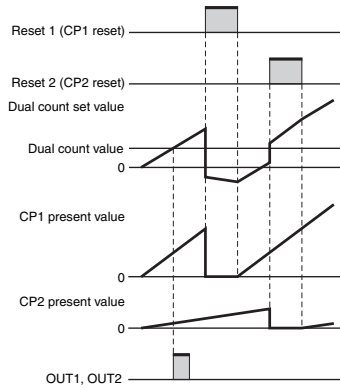 Reset 1 (CP1 reset)
Reset 2 (CP2 reset)
Dual count set value
Dual count value
0
CP1 present value
0
CP2 present value
0
OUT1, OUT2